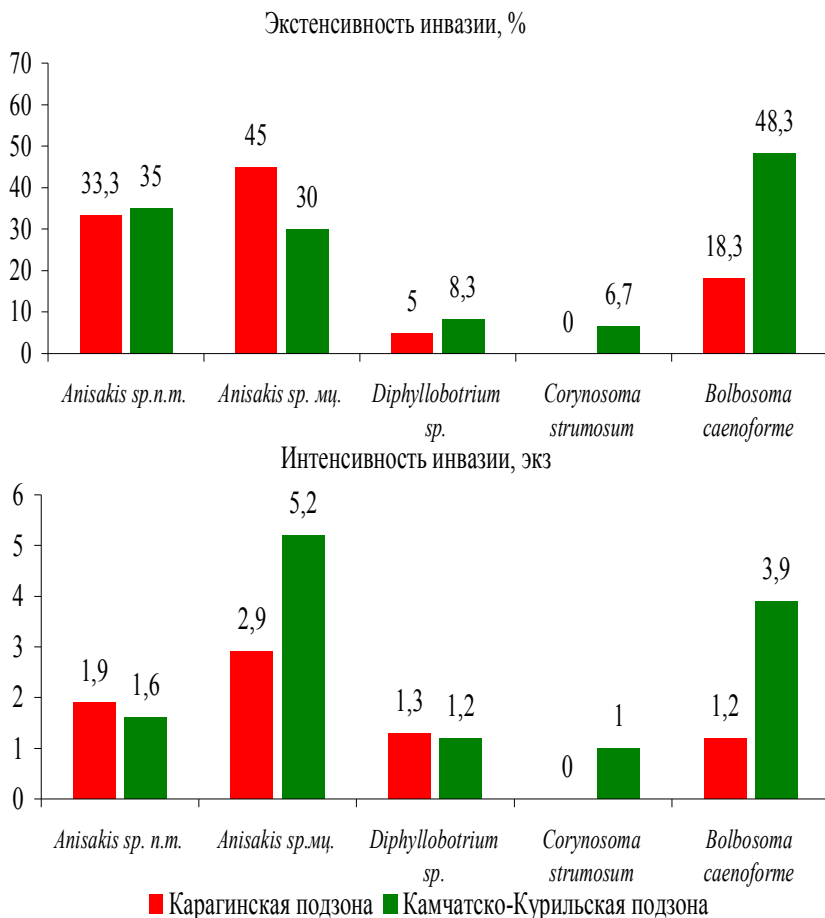 Экстенсивность инвазии, %
70
60
50
40
30
20
10
0
33,3
35
45
30
5
8,3
0
6,7
18,3
48,3
Anisakis sp.n.m.
Anisakis sp. мц.
Diphyllobotrium
sp.
Corynosoma
strumosum
Bolbosoma
caenoforme
Интенсивность инвазии, экз
6
5
4
3
2
1
0
1,9
1,6
2,9
5,2
1,3
1,2
0
1
1,2
3,9
Anisakis sp. n.m.
Anisakis sp.мц.
Diphyllobotrium
sp.
Corynosoma
strumosum
Bolbosoma
caenoforme
Карагинская подзона
Камчатско-Курильская подзона